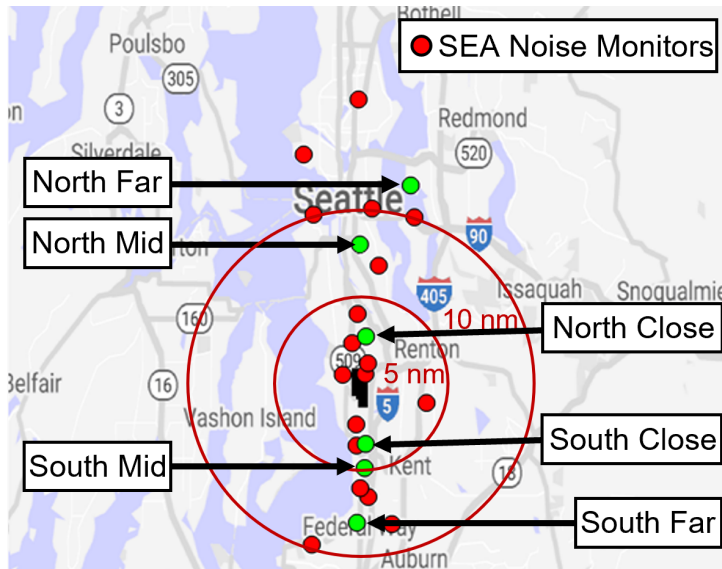 Bothell
Poulsbo
SEA Noise Monitors
305
3
Redmond
Silverdale
520
North Far
Seattle
North Mid
90
405
Issaquah
Snoqualmie
160
10 nm
North Close
509
Renton
5 nm
Belfair
16
5
Vashon Island
South Close
South Mid
Kent
18
South Far
Federal Way
Auburn